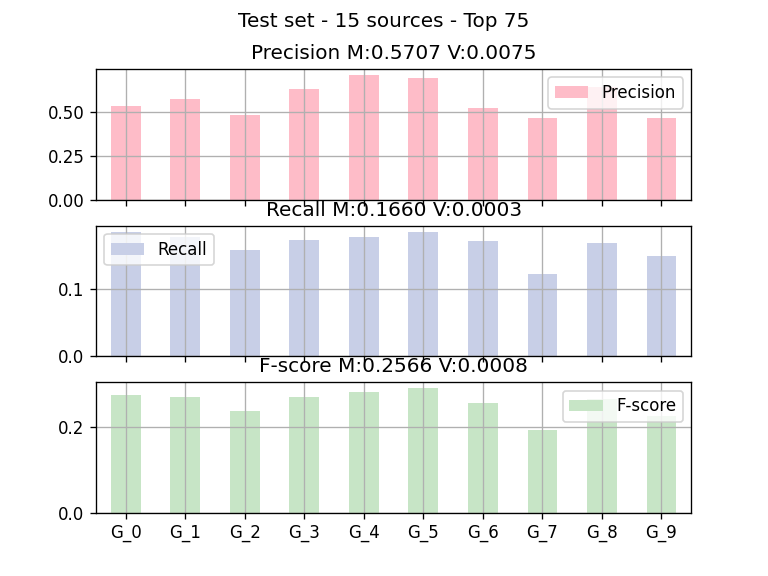 Test set - 15 sources - Top 75
Precision M:0.5707 V:0.0075
0.50
0.25
0.00
Precision
Recall M:0.1660 V:0.0003
0.1
0.0
Recall
F-score M:0.2566 V:0.0008
0.2
0.0
F-score
G_0 G_1 G_2 G_3 G_4 G_5 G_6 G_7 G_8 G_9